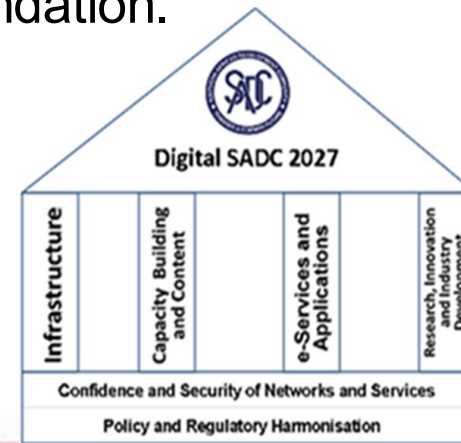 ndation.
SADC
Digital SADC 2027
Infrastructure
Capacity Building
and Content
e-Services and
Applications
Research, Innovation
and Industry
Development
Confidence and Security of Networks and Services
Policy and Regulatory Harmonisation